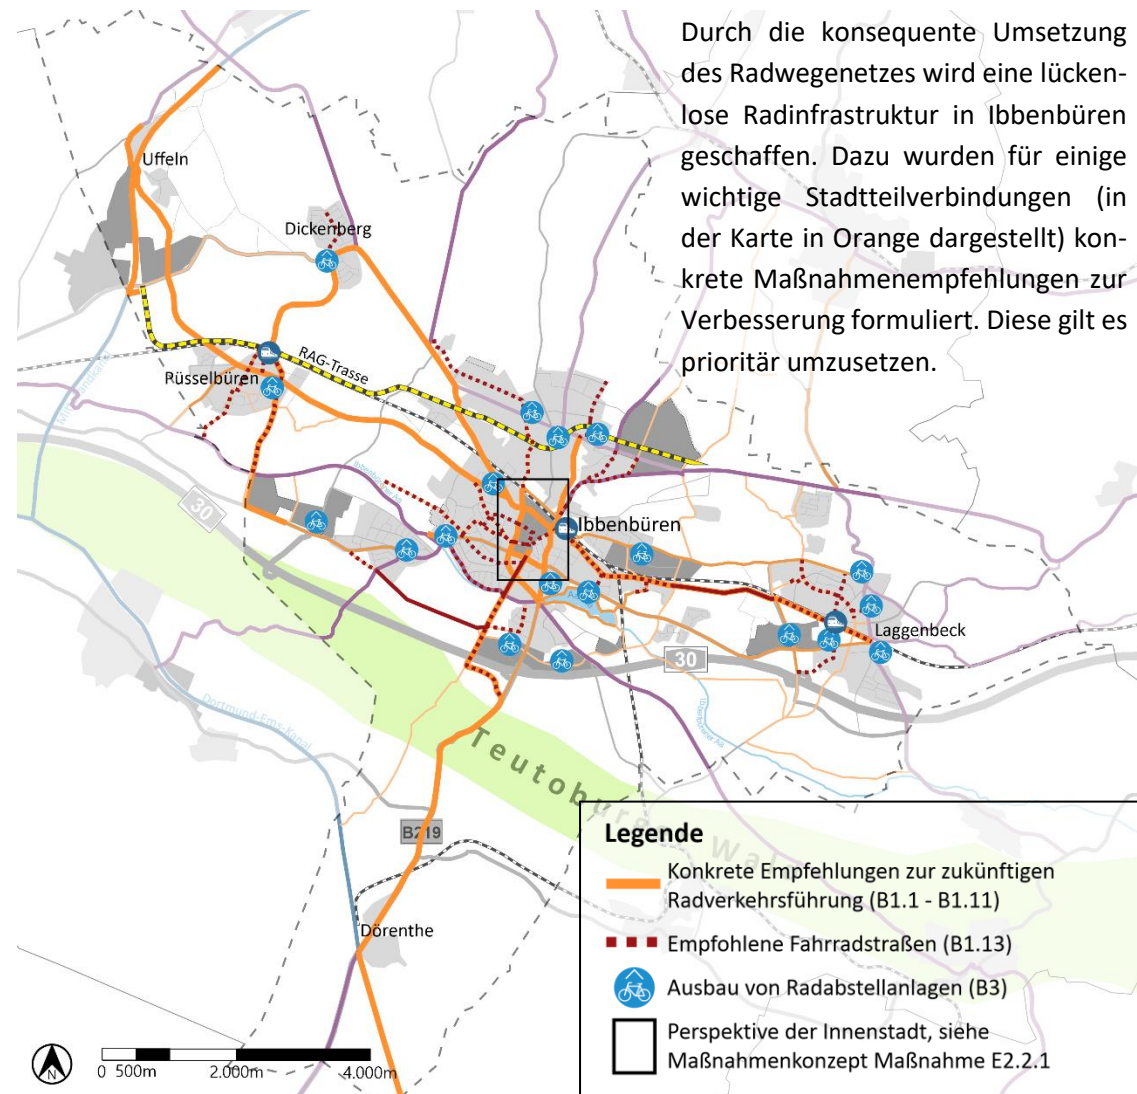 Durch die konsequente Umsetzung
des Radwegenetzes wird eine lücken-
lose Radinfrastruktur in Ibbenbüren
geschaffen. Dazu wurden für einige
wichtige Stadtteilverbindungen (in
der Karte in Orange dargestellt) kon-
krete Maßnahmenempfehlungen zur
Verbesserung formuliert. Diese gilt es
prioritär umzusetzen.
Uffeln
Dickenberg
RAG-Trasse
Rüsselbüren
Ibbenbürener Aa
30
Ibbenbüren
Laggenbeck
30
Ibbenbürener Aa
Dortmund-Ems-Kanal
Teutoburger Wald
B219
Dörenthe
Legende
Konkrete Empfehlungen zur zukünftigen
Radverkehrsführung (B1.1 - B1.11)
Empfohlene Fahrradstraßen (B1.13)
Ausbau von Radabstellanlagen (B3)
Perspektive der Innenstadt, siehe
Maßnahmenkonzept Maßnahme E2.2.1
N
0 500m 2.000m 4.000m